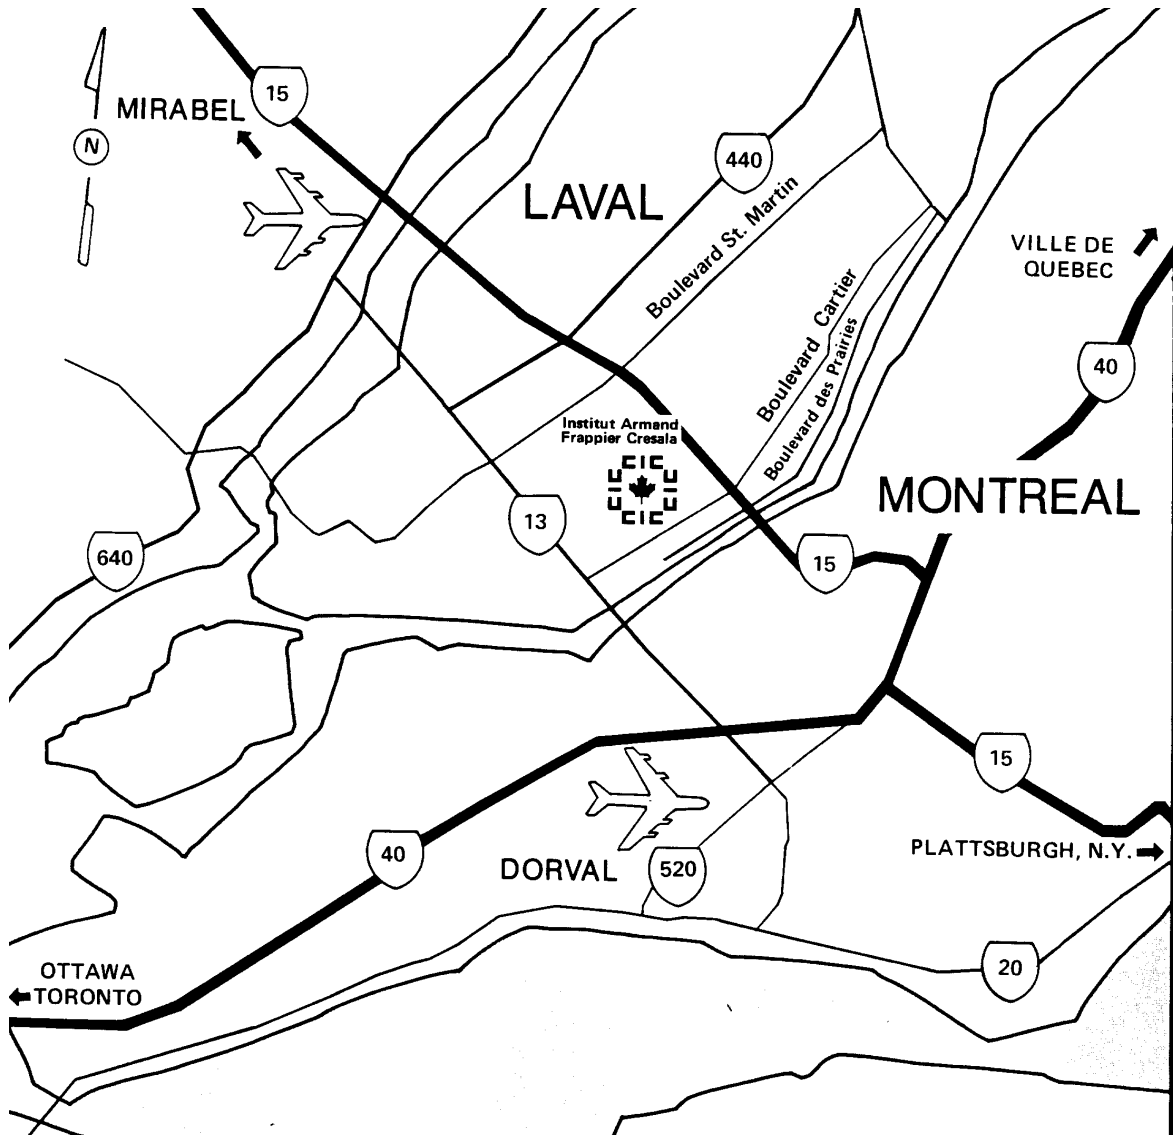 15
MIRABEL
N
440
LAVAL
Boulevard St. Martin
VILLE DE
QUEBEC
Boulevard Cartier
Boulevard des Prairies
40
Institut Armand
Frappier Cresala
MONTREAL
13
640
15
15
PLATTSBURGH, N.Y.
40
DORVAL
520
OTTAWA
TORONTO
20